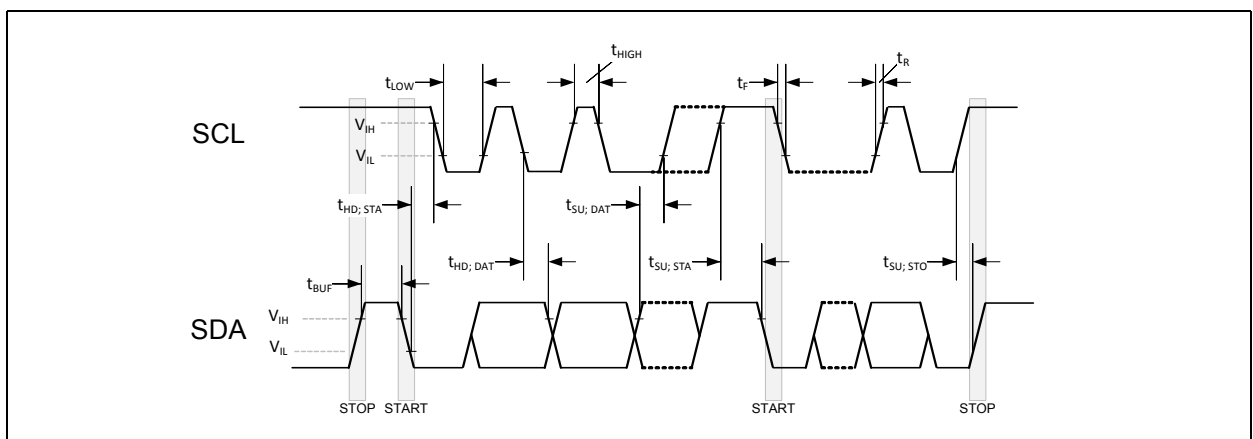 tHIGH
tR
tLOW
tF
SCL
VIH
VIL
tHD; STA
tSU; DAT
tHD; DAT
tSU; STA
tSU; STO
tBUF
SDA
VIH
VIL
STOP START START STOP